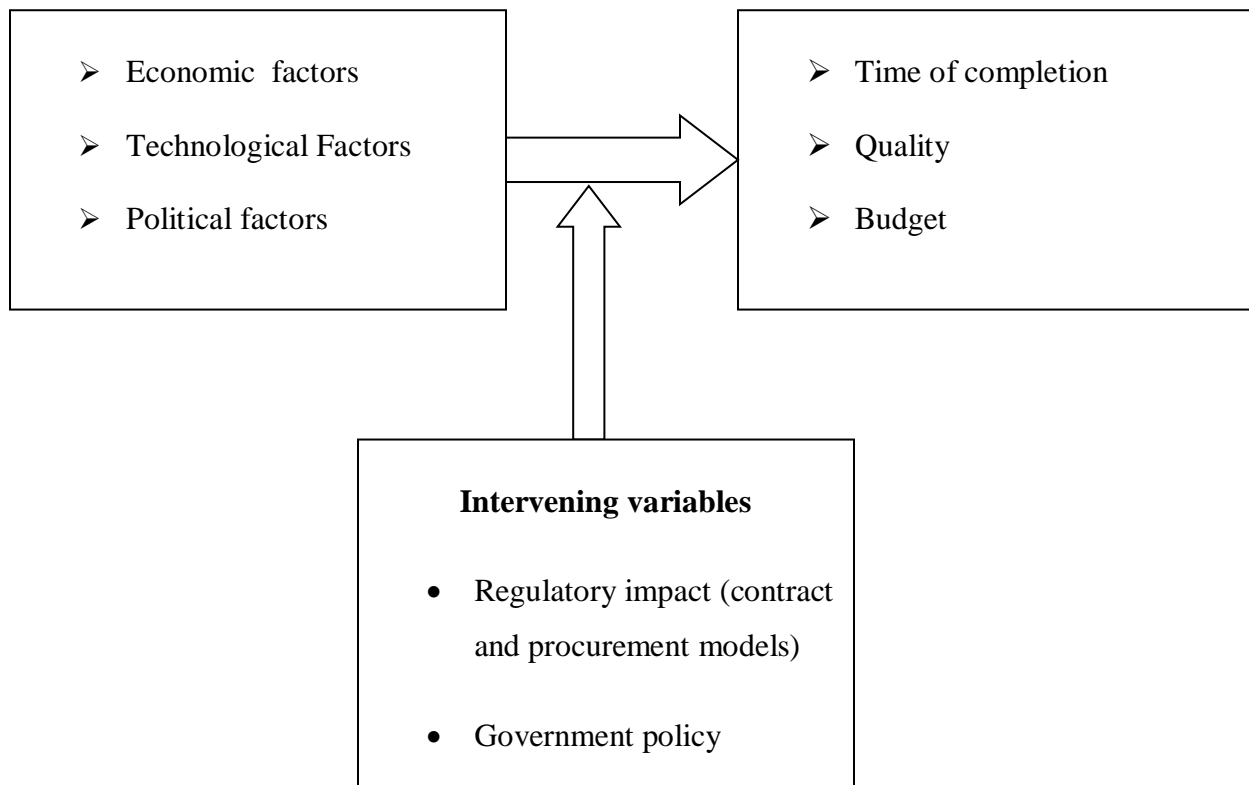 ➢ Economic factors
➢ Technological Factors
➢ Political factors
➢ Time of completion
➢ Quality
➢ Budget
Intervening variables
• Regulatory impact (contract
and procurement models)
• Government policy